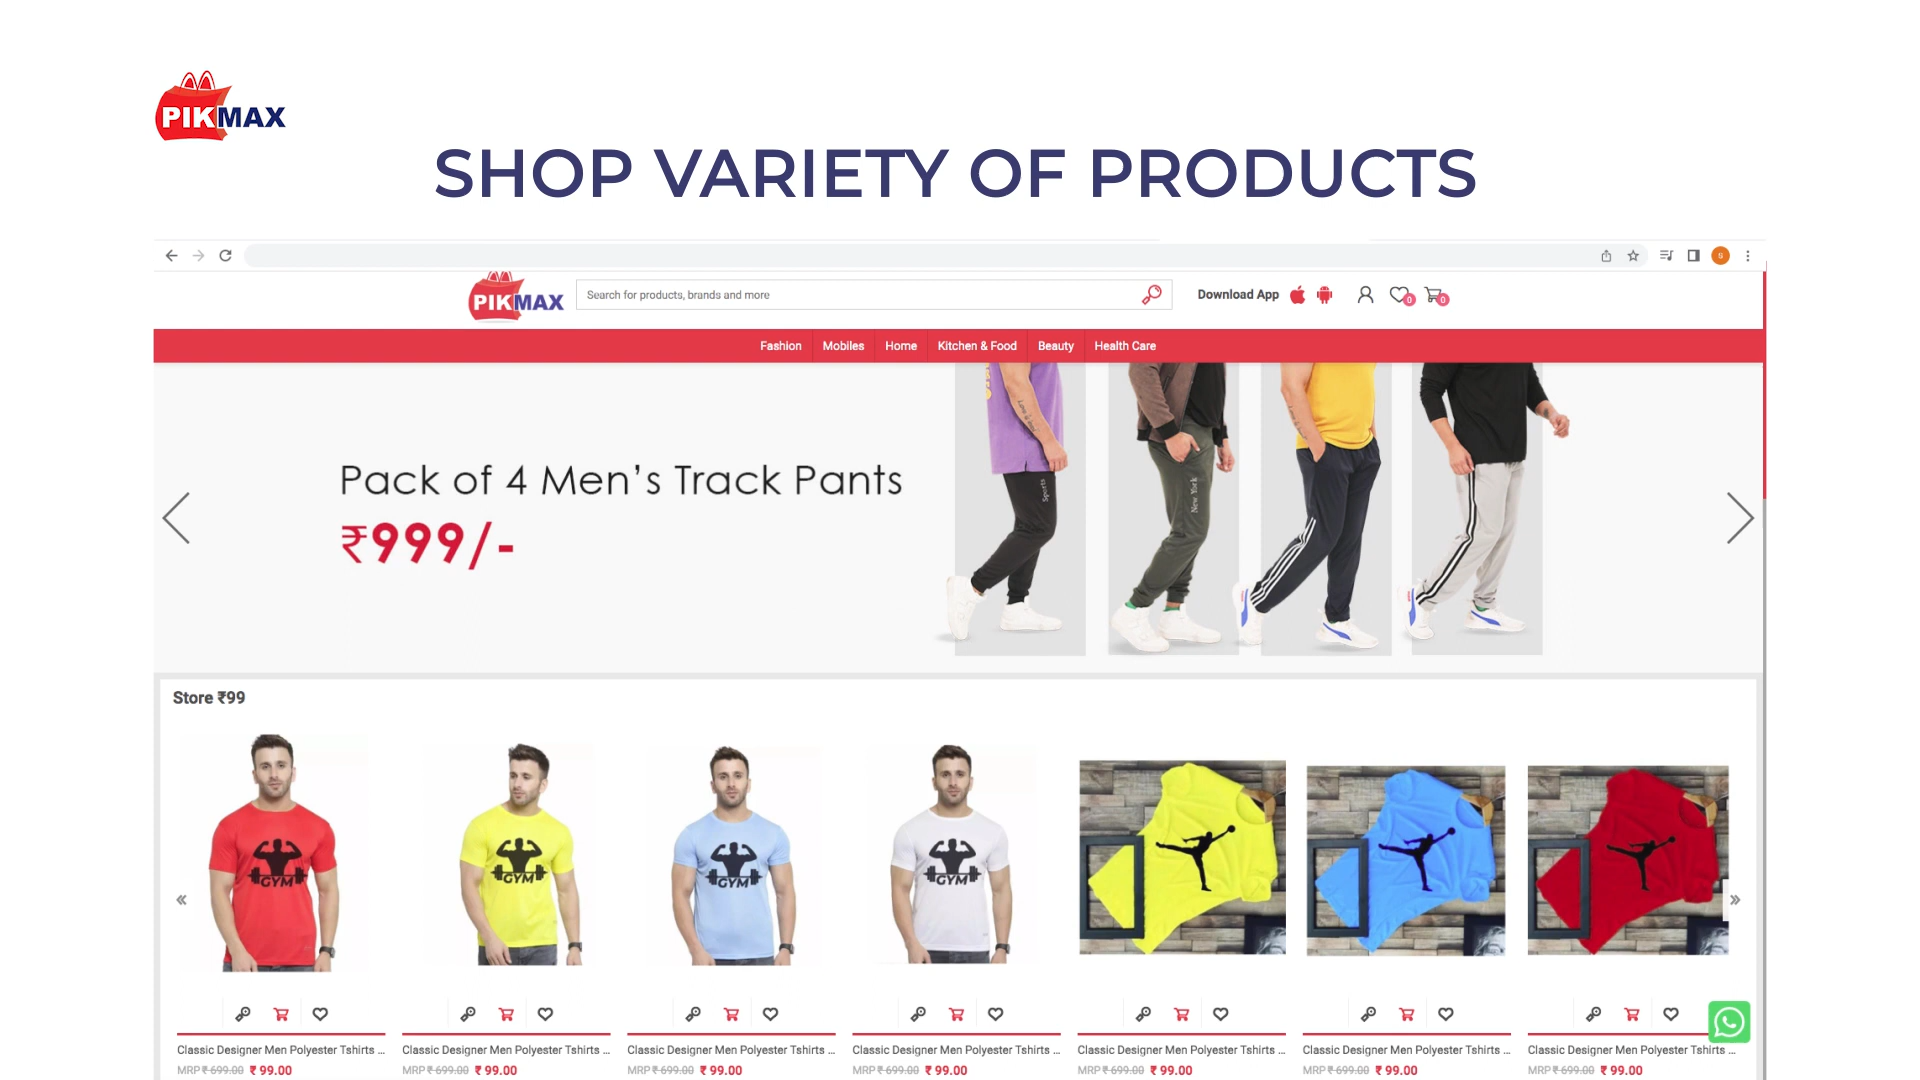 PIKMAX
SHOP VARIETY OF PRODUCTS
S
PIKMAX
Search for products, brands and more
Download App
0
0
Fashion
Mobiles
Home
Kitchen & Food
Beauty
Health Care
Pack of 4 Men's Track Pants
₹999/-
Sports
New York
Store ₹99
GYM
GYM
GYM
GYM
Classic Designer Men Polyester Tshirts ...
Classic Designer Men Polyester Tshirts ...
Classic Designer Men Polyester Tshirts ...
Classic Designer Men Polyester Tshirts ...
Classic Designer Men Polyester Tshirts ...
Classic Designer Men Polyester Tshirts ...
Classic Designer Men Polyester Tshirts ...
MRP ₹ 699.00 ₹ 99.00
MRP ₹ 699.00 ₹ 99.00
MRP ₹ 699.00 ₹ 99.00
MRP ₹ 699.00 ₹ 99.00
MRP ₹ 699.00 ₹ 99.00
MRP ₹ 699.00 ₹ 99.00
MRP ₹ 699.00 ₹ 99.00